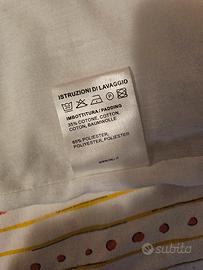 ISTRUZIONI DI LAVAGGIO
IMBOTTITURA / PADDING
35% COTONE, COTTON,
COTON, BAUMWOLLE
65% POLIESTER,
POLYESTER, POLIESTER
subito